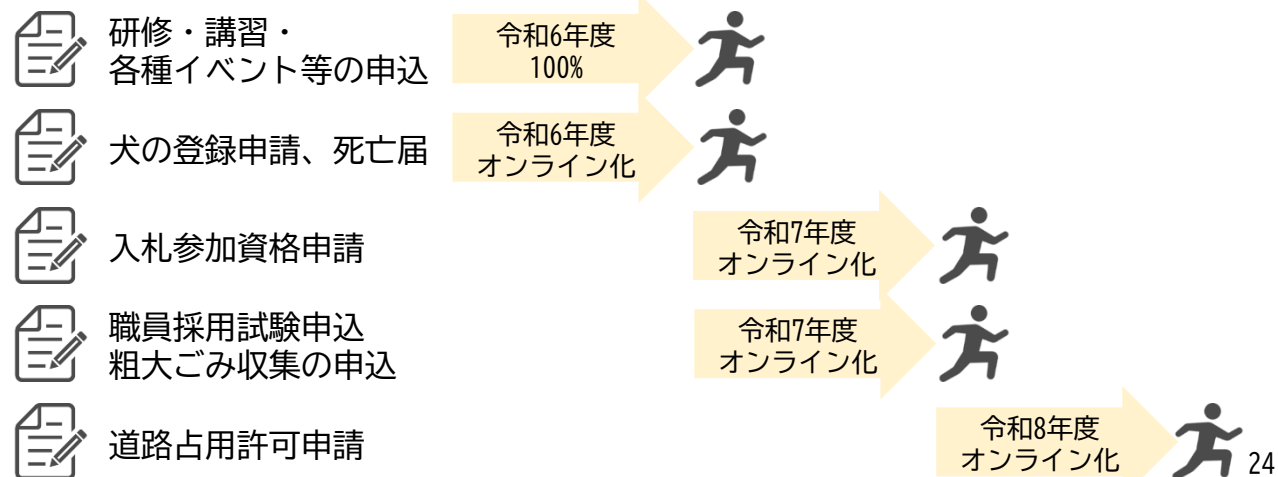 研修・講習・
各種イベント等の申込
令和6年度
100%
犬の登録申請、死亡届
令和6年度
オンライン化
入札参加資格申請
令和7年度
オンライン化
職員採用試験申込
粗大ごみ収集の申込
令和7年度
オンライン化
道路占用許可申請
令和8年度
オンライン化
24